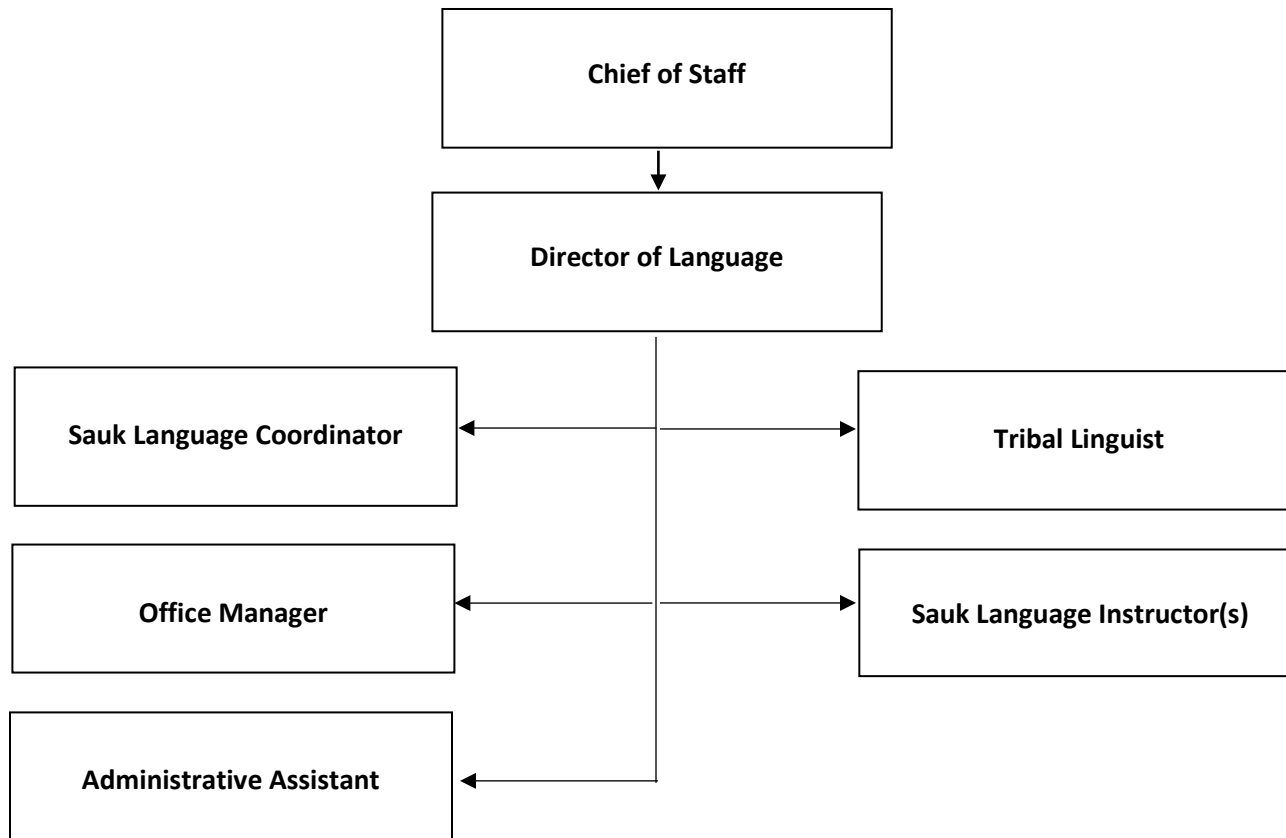 Chief of Staff
Director of Language
Sauk Language Coordinator
Tribal Linguist
Office Manager
Sauk Language Instructor(s)
Administrative Assistant